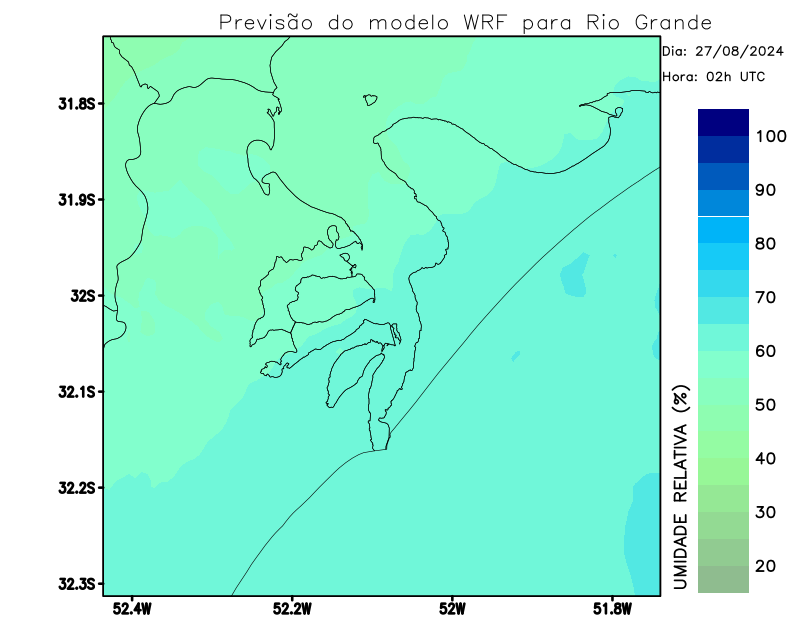 Previsão do modelo WRF para Rio Grande
Dia: 27/08/2024
Hora: 02h UTC
31.8S
31.9S
32S
32.1S
32.2S
32.3S
52.4W
52.2W
52W
51.8W
100
90
80
70
60
50
40
30
20
UMIDADE RELATIVA (%)